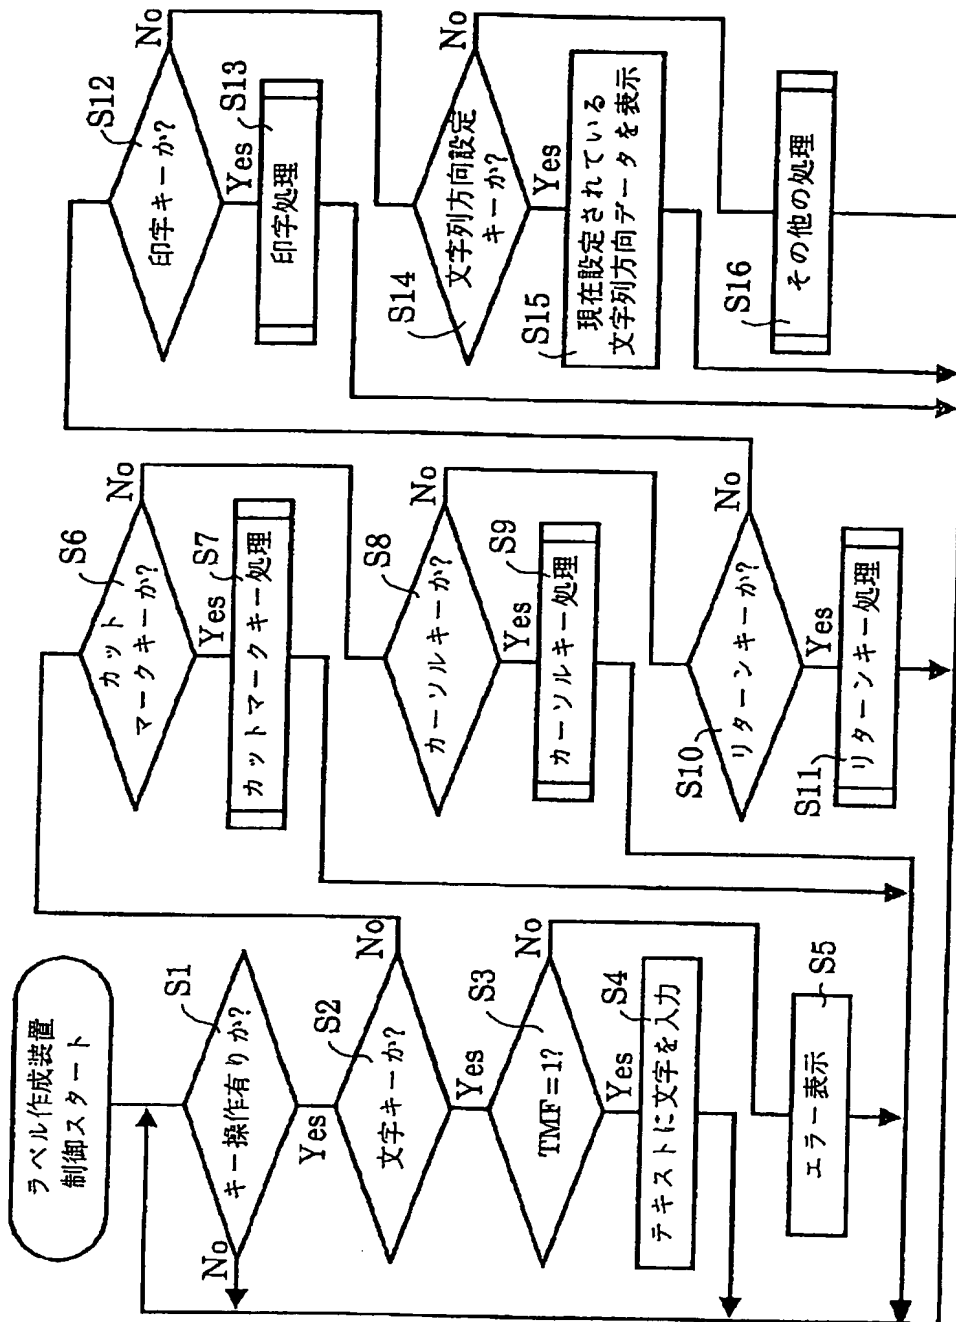 ラベル作成装置
制御スタート
S1
キー操作有りか?
No
Yes
S2
文字キーか?
No
Yes
S3
TMF=1?
No
Yes
S4
テキストに文字を入力
S5
エラー表示
S6
カット
マークキーか?
No
Yes
S7
カットマークキー処理
S8
カーソルキーか?
No
Yes
S9
カーソルキー処理
S10
リターンキーか?
No
Yes
S11
リターンキー処理
S12
印字キーか?
No
Yes
S13
印字処理
S14
文字列方向設定
キーか?
No
Yes
S15
現在設定されている
文字列方向データを表示
S16
その他の処理